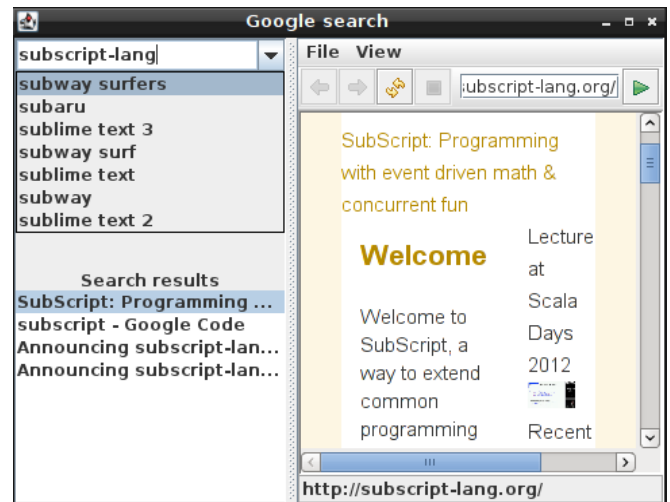 Google search
subscript-lang
subway surfers
subaru
sublime text 3
subway surf
sublime text
subway
sublime text 2
Search results
SubScript: Programming ...
subscript - Google Code
Announcing subscript-lan...
Announcing subscript-lan...
File View
ubscript-lang.org/
SubScript: Programming
with event driven math &
concurrent fun
Welcome
Welcome to
SubScript, a
way to extend
common
programming
Lecture
at
Scala
Days
2012
Recent
http://subscript-lang.org/